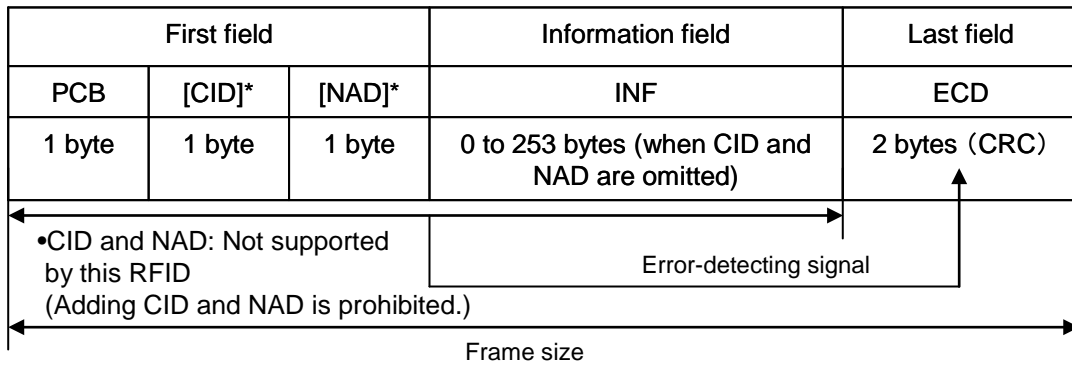 First field Information field Last field
PCB [CID]* [NAD]* INF ECD
1 byte 1 byte 1 byte 0 to 253 bytes (when CID and 2 bytes （CRC）
NAD are omitted)
•CID and NAD: Not supported
by this RFID
Error-detecting signal
(Adding CID and NAD is prohibited.)
Frame size